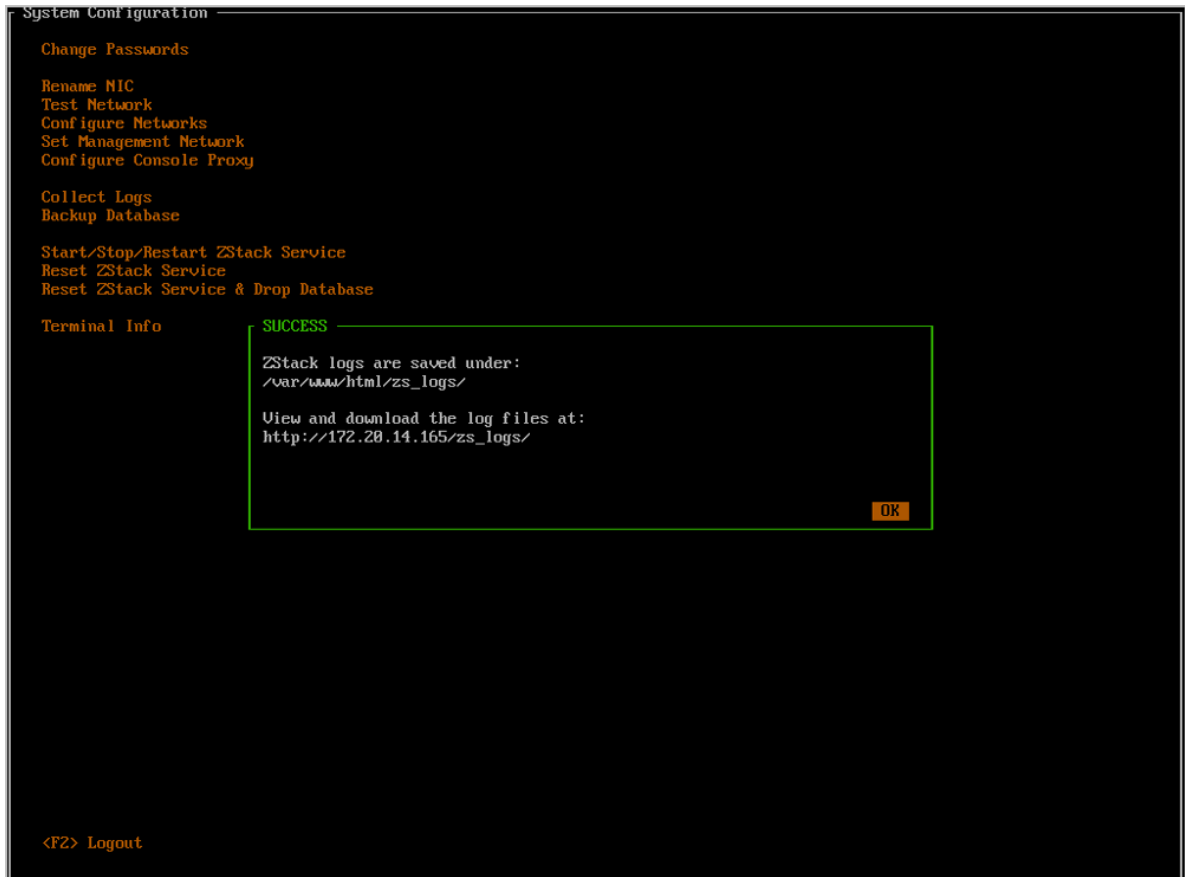 System Configuration
Change Passwords
Rename NIC
Test Network
Configure Networks
Set Management Network
Configure Console Proxy
Collect Logs
Backup Database
Start/Stop/Restart ZStack Service
Reset ZStack Service
Reset ZStack Service & Drop Database
Terminal Info
SUCCESS
ZStack logs are saved under:
/var/www/html/zs_logs/
View and download the log files at:
http://172.20.14.165/zs_logs/
OK
<F2> Logout